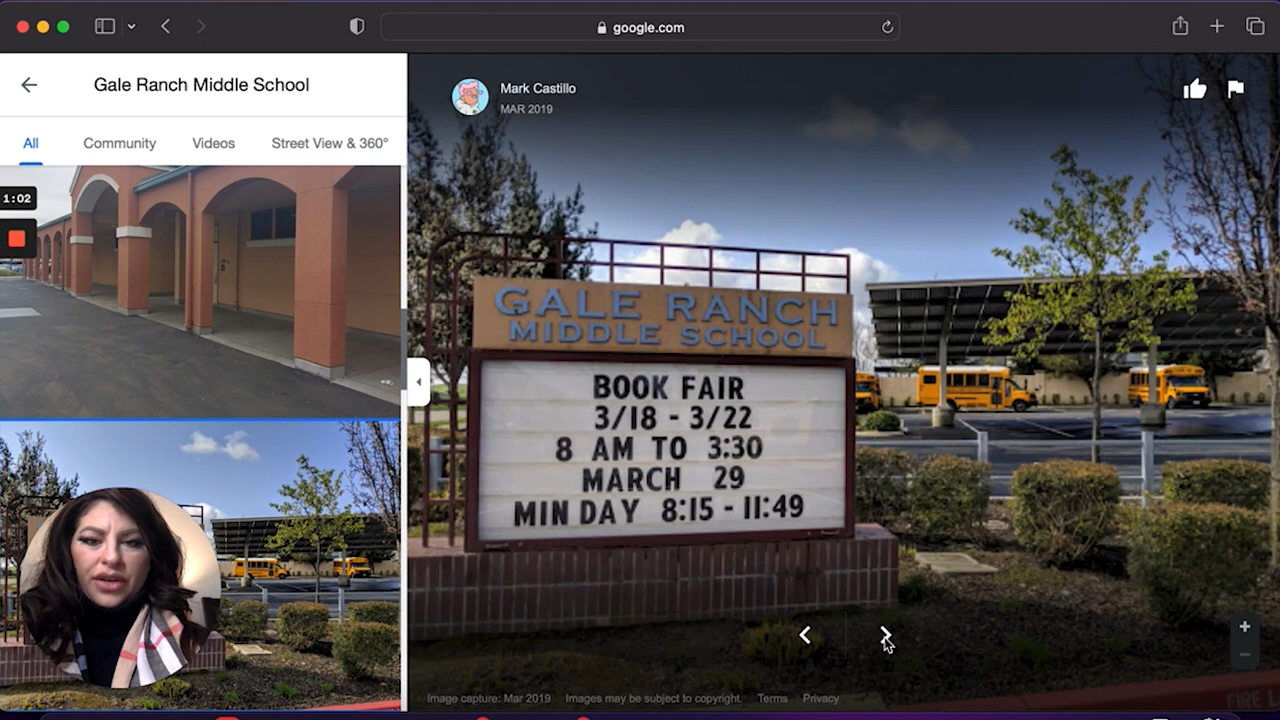 google.com
Gale Ranch Middle School
All
Community
Videos
Street View & 360°
1:02
Mark Castillo
MAR 2019
GALE RANCH
MIDDLE SCHOOL
BOOK FAIR
3/18 - 3/22
8 AM TO 3:30
MARCH 29
MIN DAY 8:15 - 11:49
Image capture: Mar 2019
Images may be subject to copyright.
Terms
Privacy
FIRE